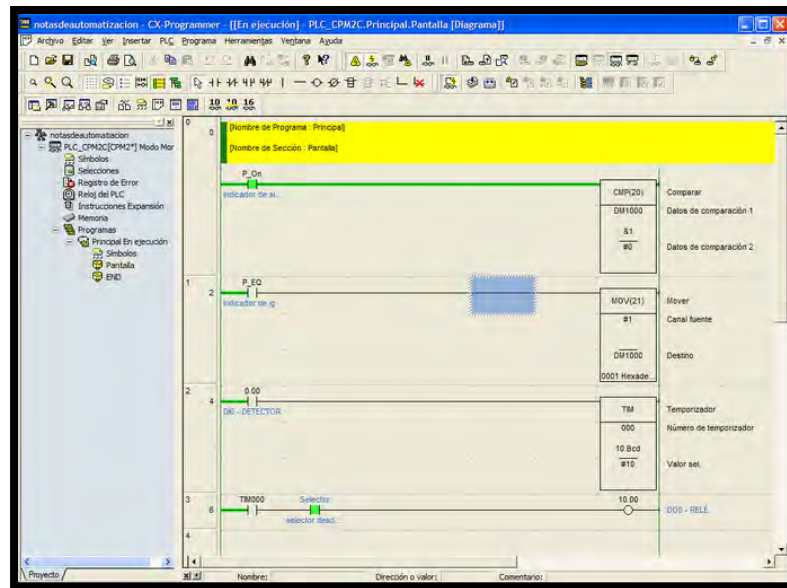 notasdeautomatizacion - CX-Programmer - [[En ejecución] - PLC_CPM2C.Principal.Pantalla [Diagrama]]
Archivo Editar Ver Insertar PLC Programa Herramientas Ventana Ayuda
10 10 16
notasdeautomatiacion
PLC_CPM2C[CPM2*] Modo Mor
Símbolos
Selecciones
Registro de Error
Reloj del PLC
Instrucciones Expansión
Memoria
Programas
Principal En ejecución
Símbolos
Pantalla
END
Proyecto
0
0
[Nombre de Programa : Principal]
[Nombre de Sección : Pantalla]
P_On
Indicador de si...
CMP(20)
Comparar
DM1000
Datos de comparación 1
&1
#0
Datos de comparación 2
1
2
P_EQ
Indicador de ig
MOV(21)
Mover
#1
Canal fuente
DM1000
Destino
0001 Hexade...
2
4
0.00
DI0 - DETECTOR
TIM
Temporizador
000
Número de temporizador
10 Bcd
#10
Valor sel.
3
6
TIM000
Selector
selector desd...
10.00
DO0 - RELÉ
4
Nombre:
Dirección o valor:
Comentario: